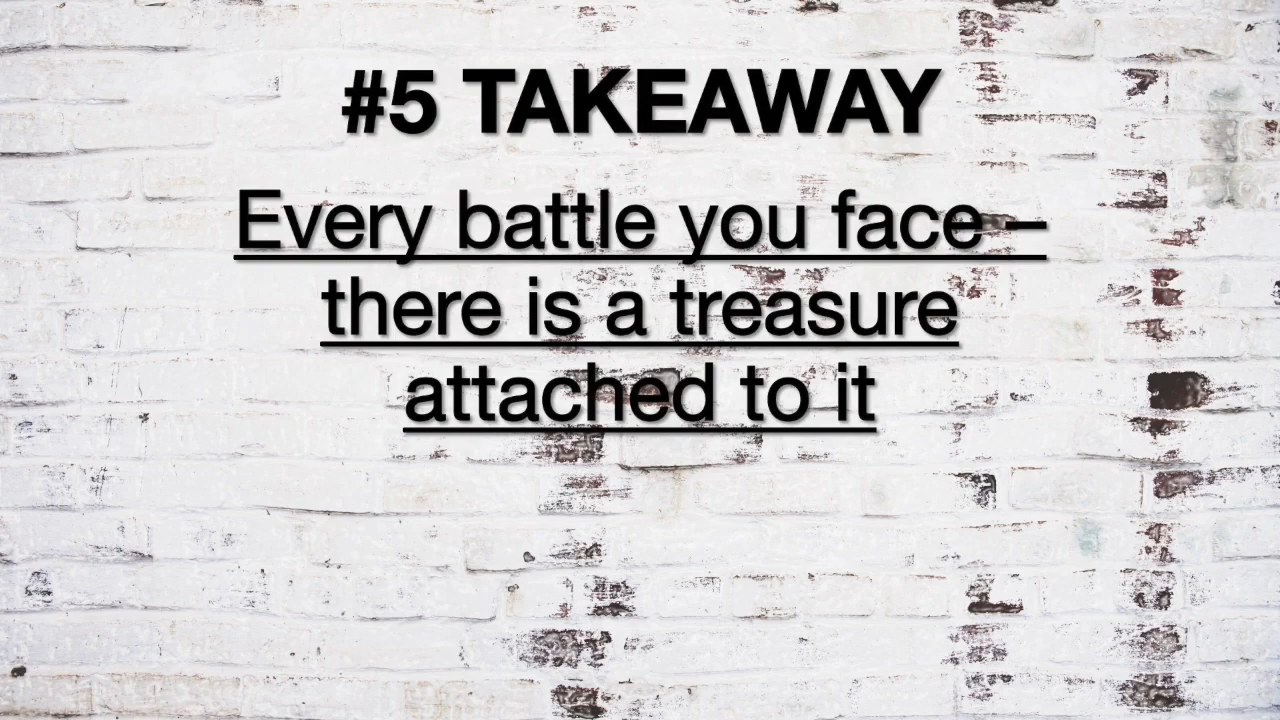 #5 TAKEAWAY
Every battle you face –
there is a treasure
attached to it